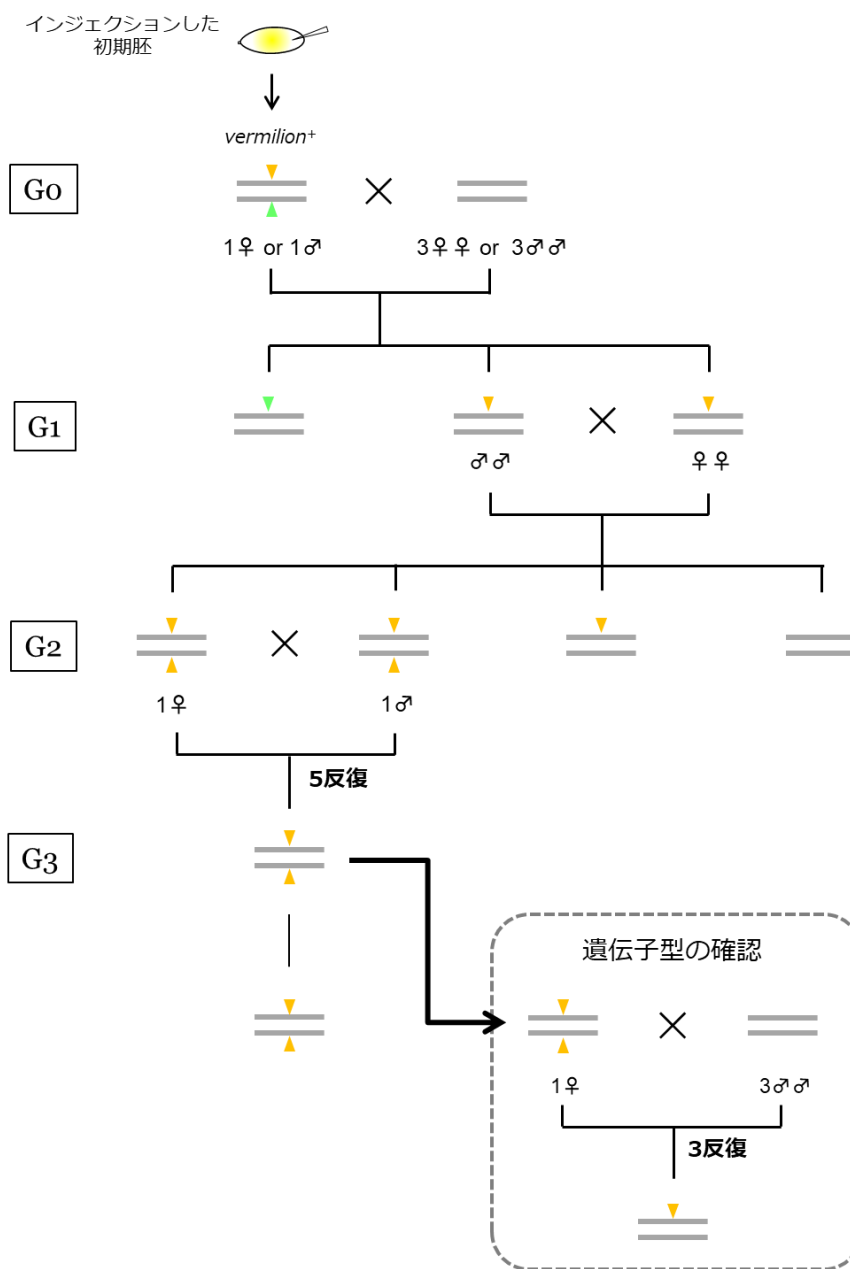 インジェクションした
初期胚
vermilion⁺
G0
1♀ or 1♂
3♀♀ or 3♂♂
G1
♂♂
♀♀
G2
1♀
1♂
5反復
G3
遺伝子型の確認
1♀
3♂♂
3反復